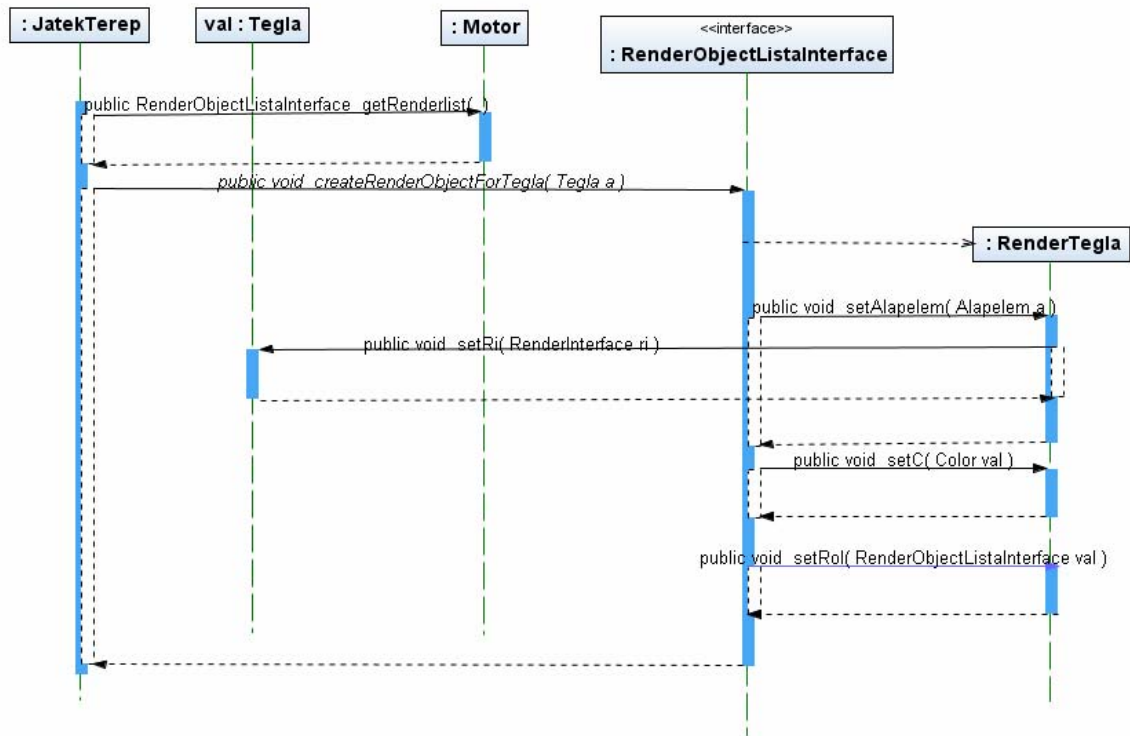 : JatekTerep
val : Tegla
: Motor
<<interface>>
: RenderObjectListaInterface
public RenderObjectListaInterface getRenderlist( )
public void createRenderObjectForTegla( Tegla a )
: RenderTegla
public void setAlapelem( Alapelem a )
public void setRi( RenderInterface ri )
public void setC( Color val )
public void setRol( RenderObjectListaInterface val )